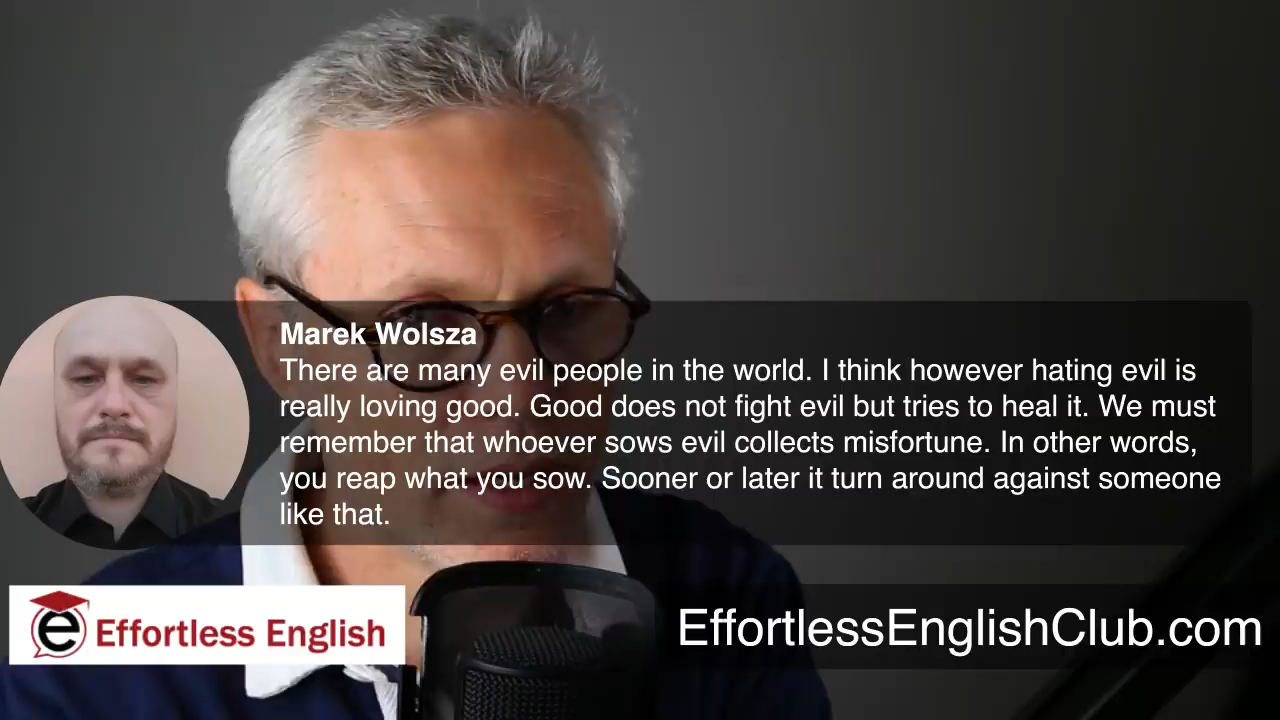 Marek Wolsza
There are many evil people in the world. I think however hating evil is
really loving good. Good does not fight evil but tries to heal it. We must
remember that whoever sows evil collects misfortune. In other words,
you reap what you sow. Sooner or later it turn around against someone
like that.
e Effortless English
EffortlessEnglishClub.com